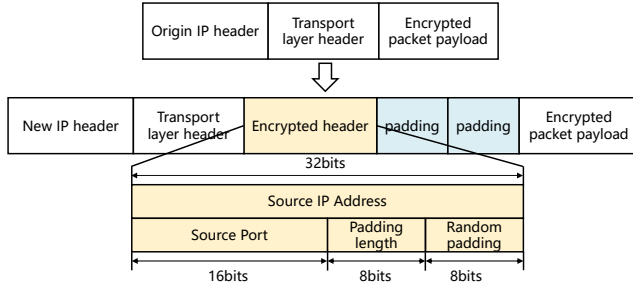 Origin IP header
Transport
layer header
Encrypted
packet payload
New IP header
Transport
layer header
Encrypted header
padding
padding
Encrypted
packet payload
32bits
Source IP Address
Source Port
Padding
length
Random
padding
16bits
8bits
8bits